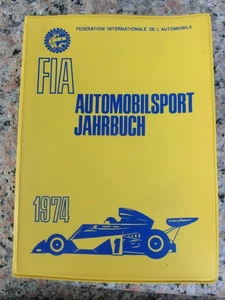 FEDERATION INTERNATIONALE DE L'AUTOMOBILE
FIA
AUTOMOBILSPORT
JAHRBUCH
1974
1